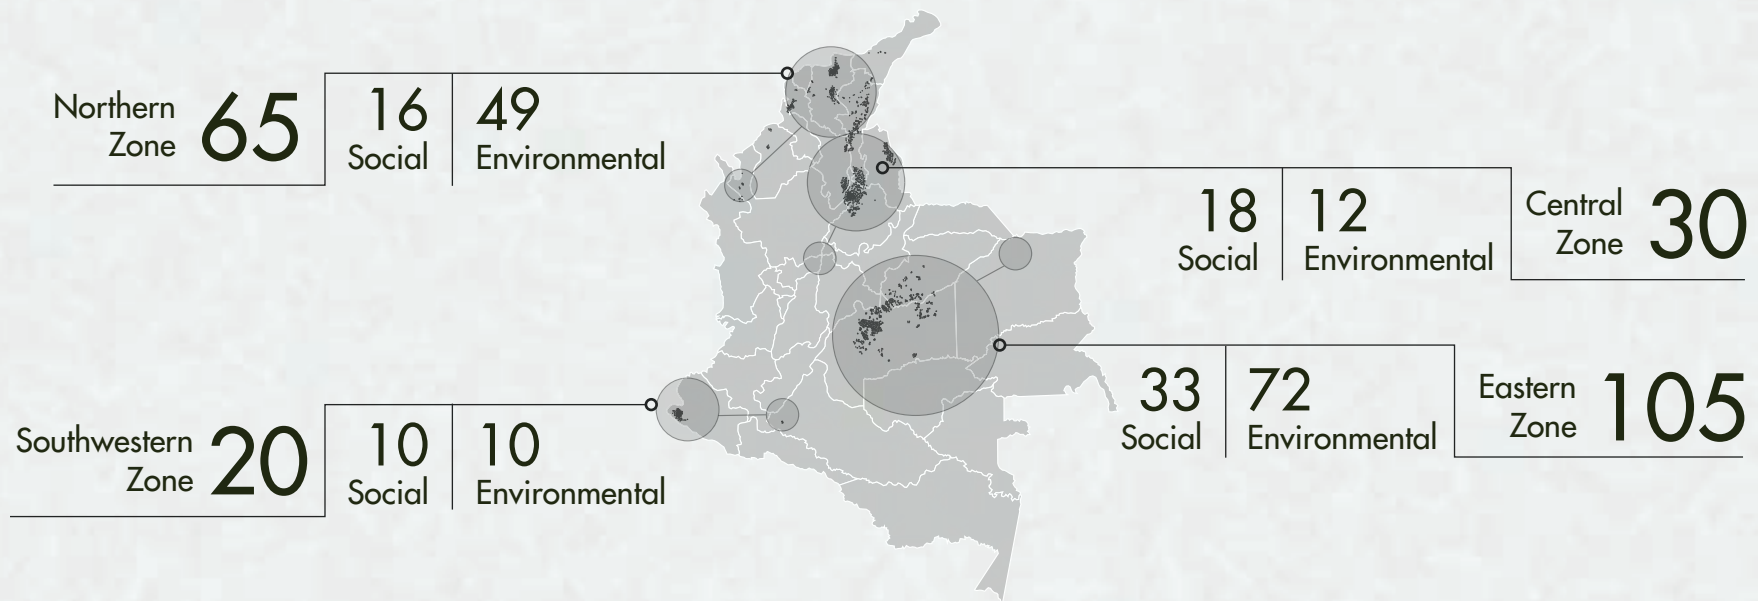 Northern
Zone
65
16
Social
49
Environmental
18
Social
12
Environmental
Central
Zone
30
33
Social
72
Environmental
Eastern
Zone
105
Southwestern
Zone
20
10
Social
10
Environmental